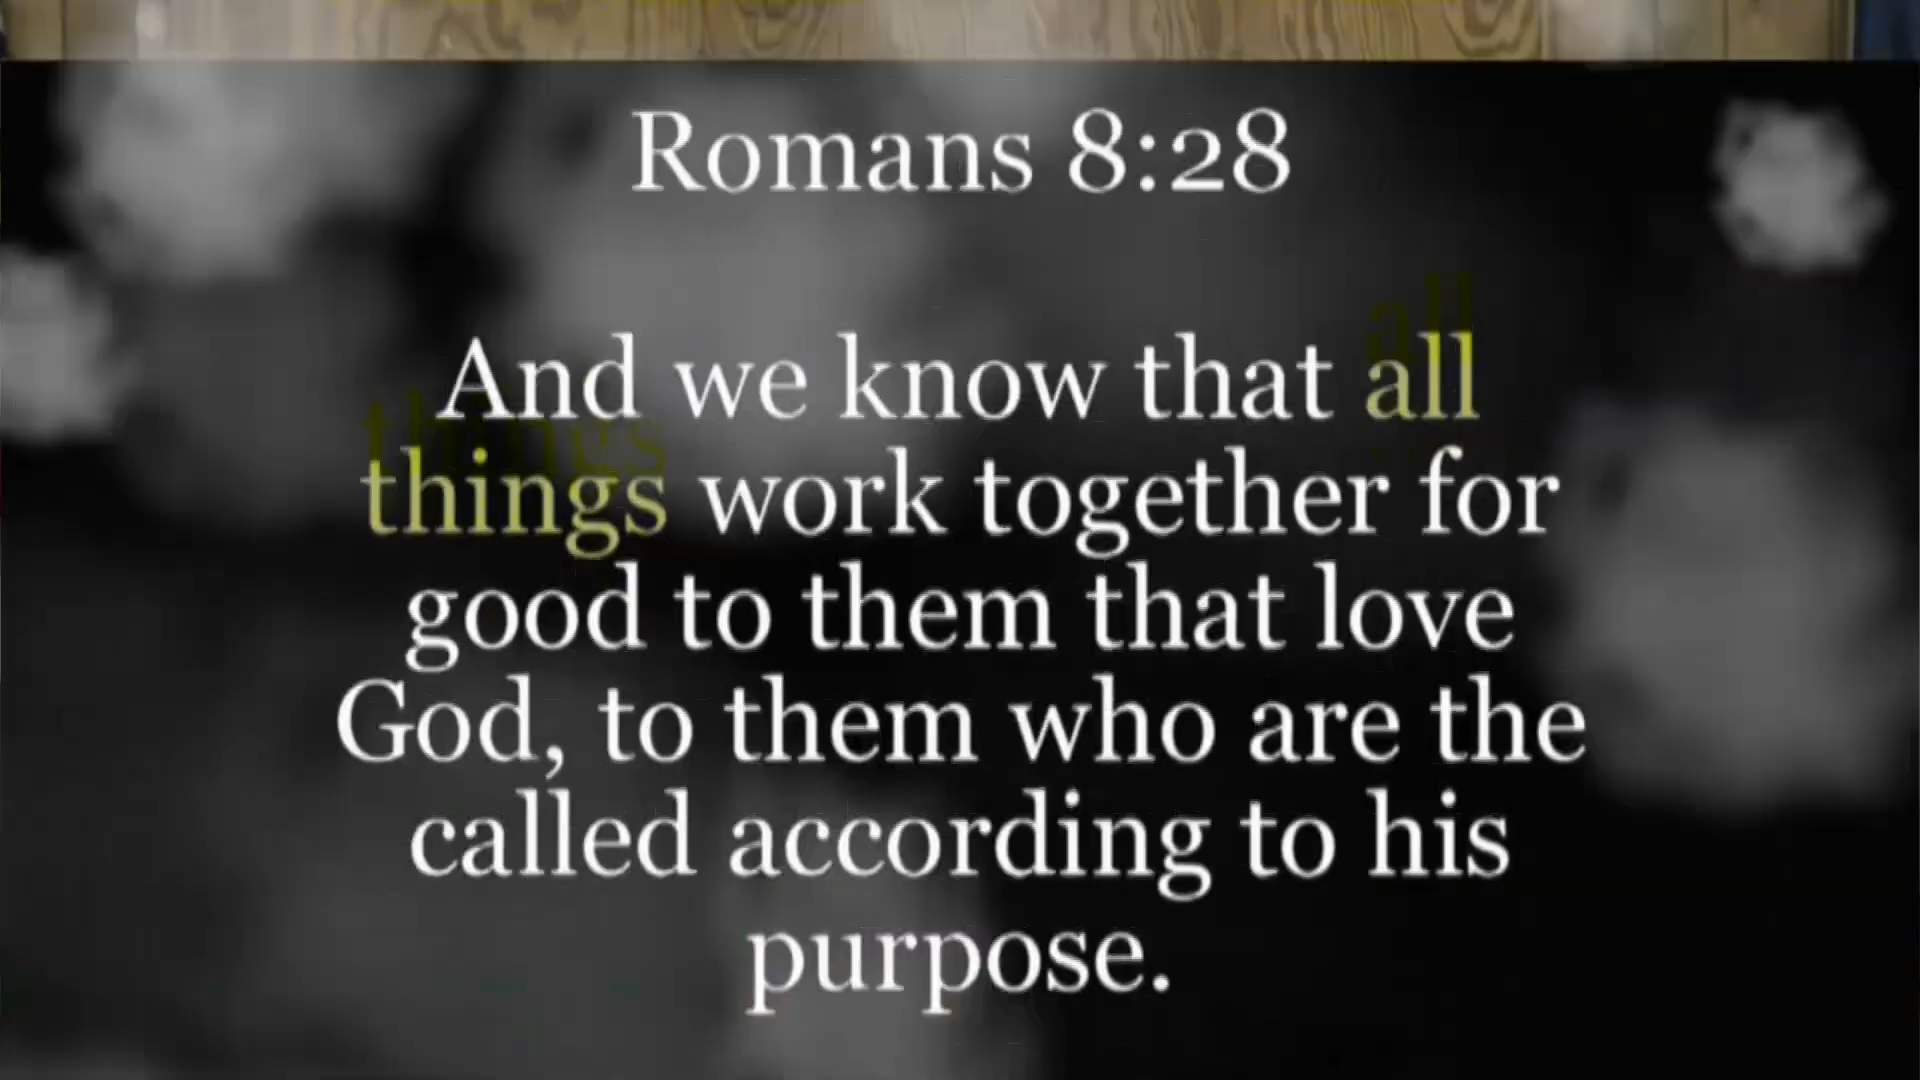 Romans 8:28
And we know that all
things work together for
good to them that love
God, to them who are the
called according to his
purpose.